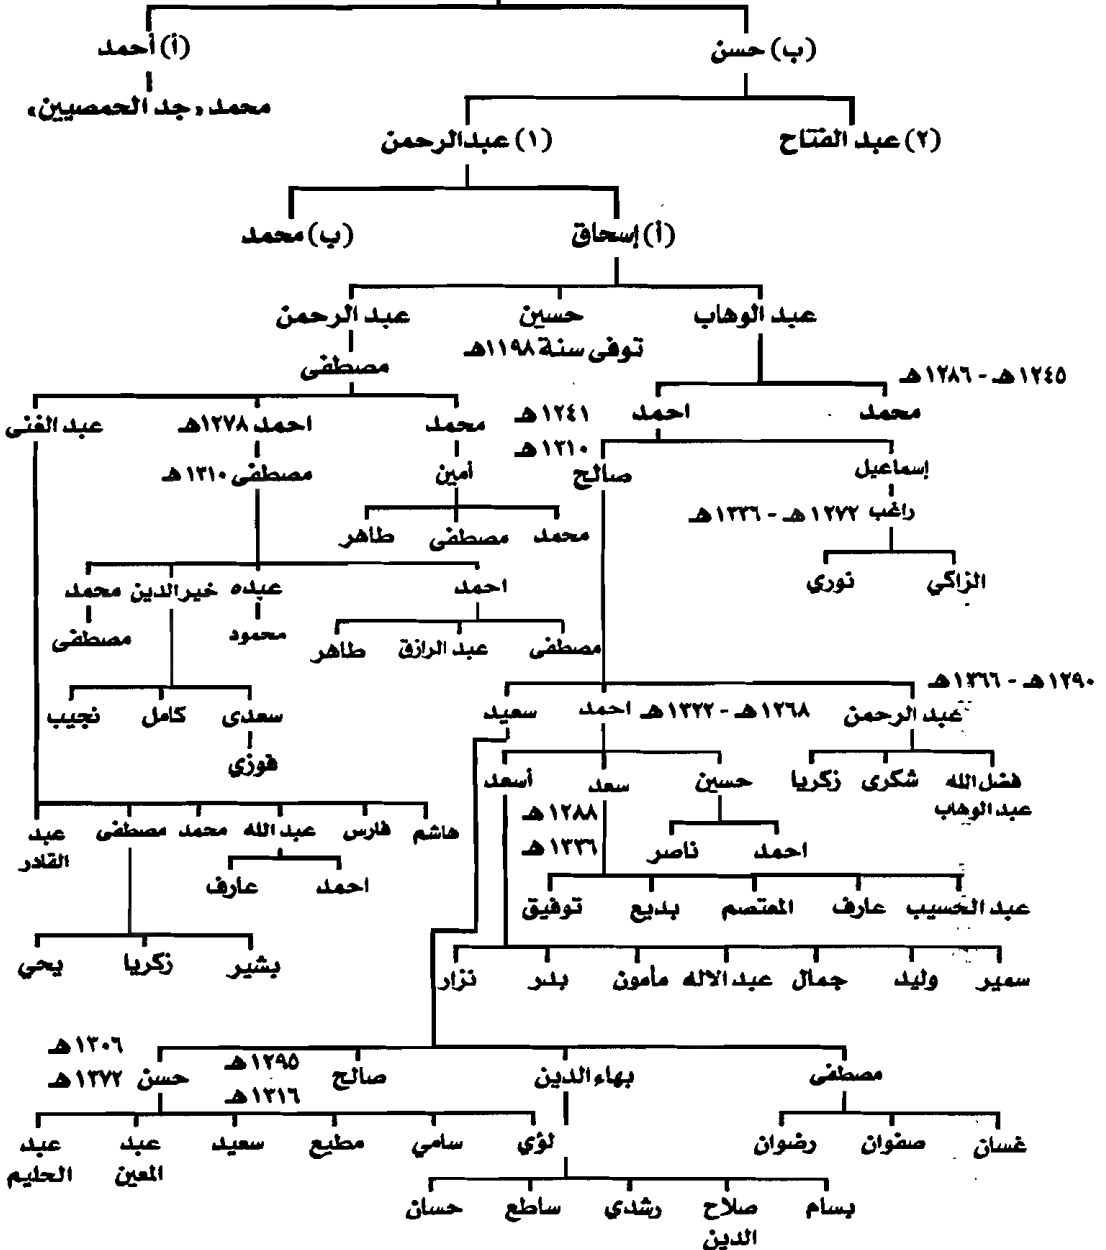 (أ) أحمد
(ب) حسن
محمد «جد الحمصيين»
(١) عبدالرحمن
(٢) عبد الفتاح
(أ) إسحاق
(ب) محمد
عبد الوهاب
حسين
عبد الرحمن
توفى سنة ١١٩٨هـ
مصطفى
١٢٤٥هـ - ١٢٨٦هـ
محمد
احمد
١٢٤١هـ
١٣١٠هـ
محمد
احمد ١٢٧٨هـ
عبد الغنى
إسماعيل
صالح
أمين
مصطفى ١٣١٠هـ
راغب ١٢٧٢هـ - ١٣٣٦هـ
محمد
مصطفى
طاهر
الزاكي
نوري
احمد
عبده
خير الدين
محمد
محمود
مصطفى
مصطفى
عبد الرازق
طاهر
١٢٩٠هـ - ١٣٦٦هـ
عبد الرحمن
احمد ١٢٦٨هـ - ١٣٢٢هـ
سعيد
سعدى
كامل
نجيب
فوزي
فضل الله
عبد الوهاب
شكرى
زكريا
حسين
سعد
أسعد
١٢٨٨هـ
١٣٣٦هـ
هاشم
فارس
عبد الله
محمد
مصطفى
عبد
القادر
احمد
ناصر
احمد
عارف
عبد الحسيب
عارف
المعتصم
بديع
توفيق
بشير
زكريا
يحي
سمير
وليد
جمال
عبد الاله
مأمون
بدر
نزار
مصطفى
بهاء الدين
صالح
١٢٩٥هـ
١٣١٦هـ
حسن
١٣٠٦هـ
١٣٧٢هـ
غسان
صفوان
رضوان
لؤي
سامي
مطيع
سعيد
عبد
المعين
عبد
الحليم
بسام
صلاح
الدين
رشدي
ساطع
حسان